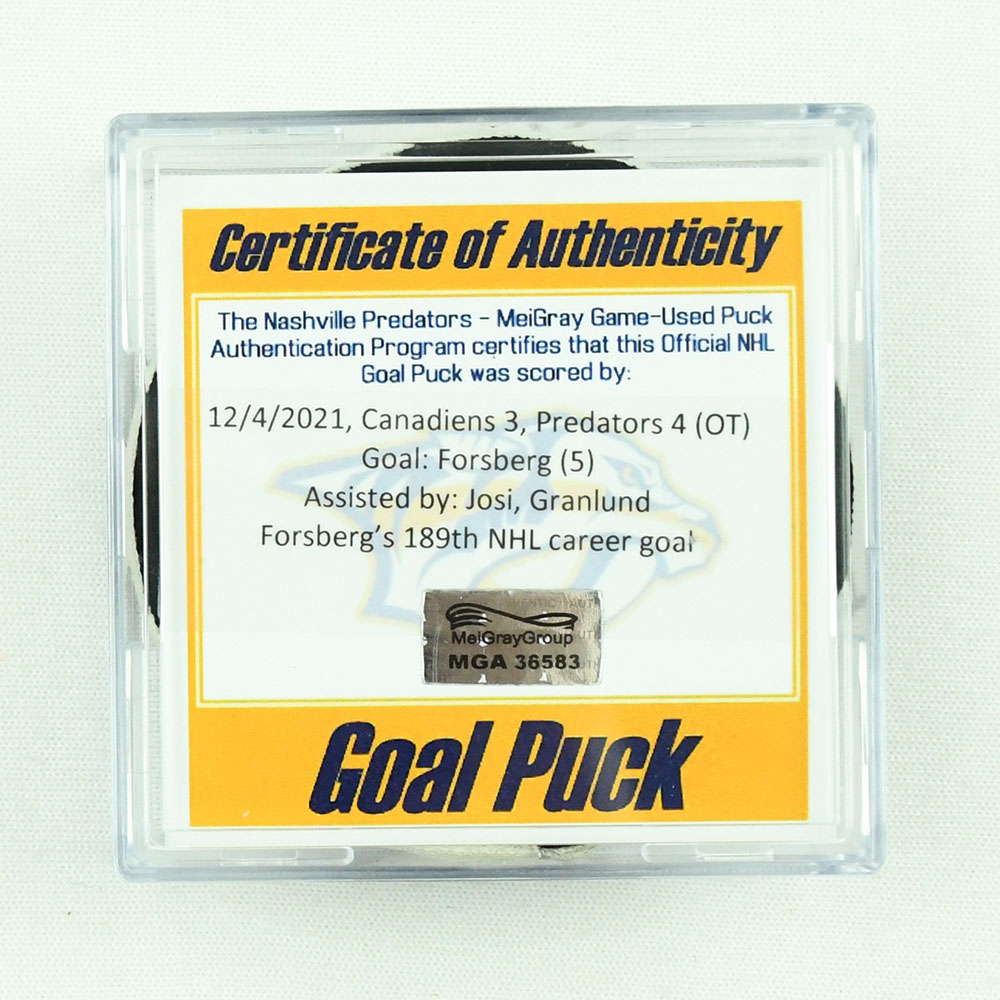 Certificate of Authenticity
The Nashville Predators - MeiGray Game-Used Puck
Authentication Program certifies that this Official NHL
Goal Puck was scored by:
12/4/2021, Canadiens 3, Predators 4 (OT)
Goal: Forsberg (5)
Assisted by: Josi, Granlund
Forsberg's 189th NHL career goal
MeiGrayGroup
MGA 36583
Goal Puck